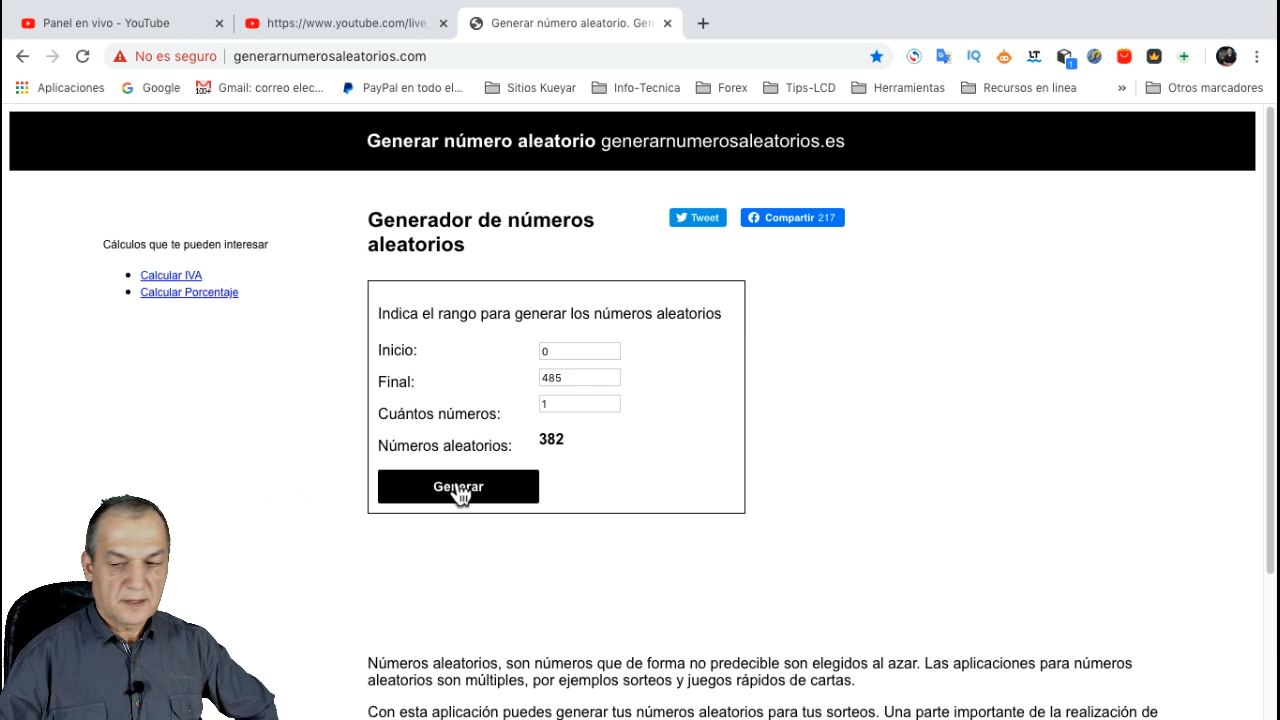 Panel en vivo - YouTube
https://www.youtube.com/live_
Generar número aleatorio. Gen
No es seguro
generarnumerosaleatorios.com
Aplicaciones
Google
Gmail: correo elec...
PayPal en todo el...
Sitios Kueyar
Info-Tecnica
Forex
Tips-LCD
Herramientas
Recursos en linea
»
Otros marcadores
Generar número aleatorio generarnumerosaleatorios.es
Generador de números
aleatorios
Tweet
Compartir 217
Cálculos que te pueden interesar
Calcular IVA
Calcular Porcentaje
Indica el rango para generar los números aleatorios
Inicio: 0
Final: 485
Cuántos números: 1
Números aleatorios: 382
Generar
Números aleatorios, son números que de forma no predecible son elegidos al azar. Las aplicaciones para números
aleatorios son múltiples, por ejemplos sorteos y juegos rápidos de cartas.
Con esta aplicación puedes generar tus números aleatorios para tus sorteos. Una parte importante de la realización de